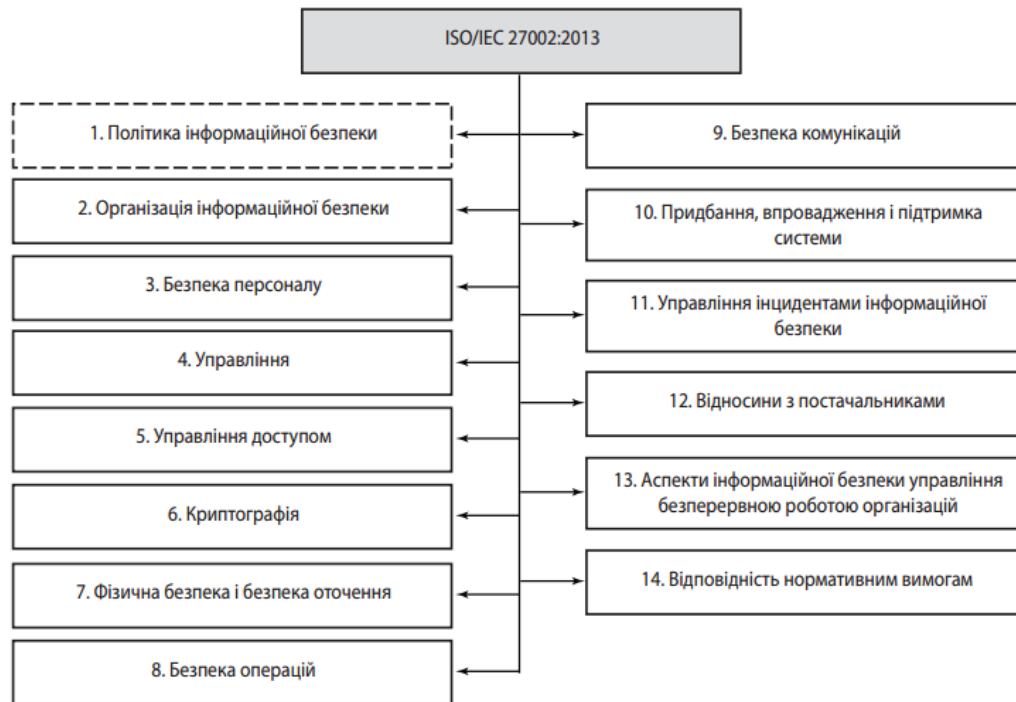 ISO/IEC 27002:2013
1. Політика інформаційної безпеки
2. Організація інформаційної безпеки
3. Безпека персоналу
4. Управління
5. Управління доступом
6. Криптографія
7. Фізична безпека і безпека оточення
8. Безпека операцій
9. Безпека комунікацій
10. Придбання, впровадження і підтримка
системи
11. Управління інцидентами інформаційної
безпеки
12. Відносини з постачальниками
13. Аспекти інформаційної безпеки управління
безперервною роботою організацій
14. Відповідність нормативним вимогам